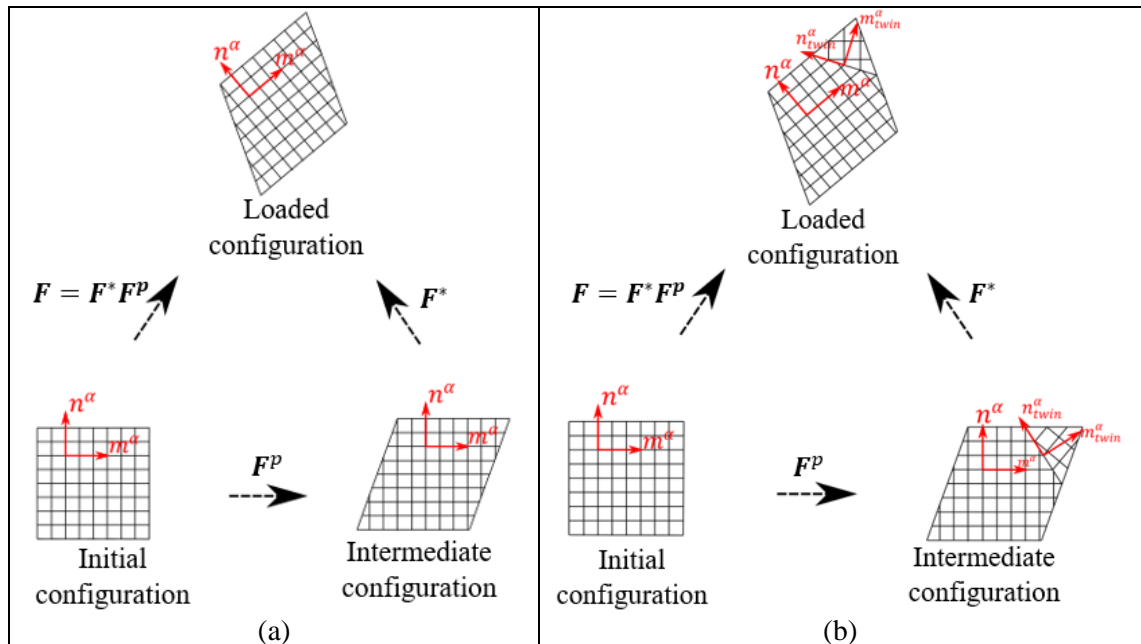 n^α
m^α
Loaded
configuration
F = F*F^p
F*
n^α
m^α
n^α
m^α
F^p
Initial
configuration
Intermediate
configuration
(a)
m^α_twin
n^α_twin
n^α
m^α
Loaded
configuration
F = F*F^p
F*
n^α
m^α
n^α
n^α_twin
m^α_twin
m^α
F^p
Initial
configuration
Intermediate
configuration
(b)